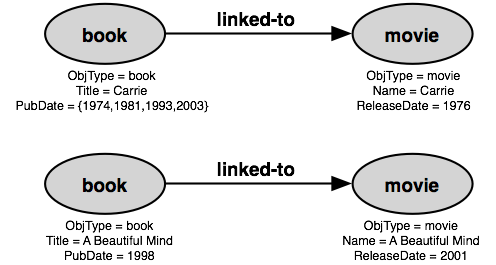 linked-to
book
movie
ObjType = book
Title = Carrie
PubDate = {1974,1981,1993,2003}
ObjType = movie
Name = Carrie
ReleaseDate = 1976
linked-to
book
movie
ObjType = book
Title = A Beautiful Mind
PubDate = 1998
ObjType = movie
Name = A Beautiful Mind
ReleaseDate = 2001